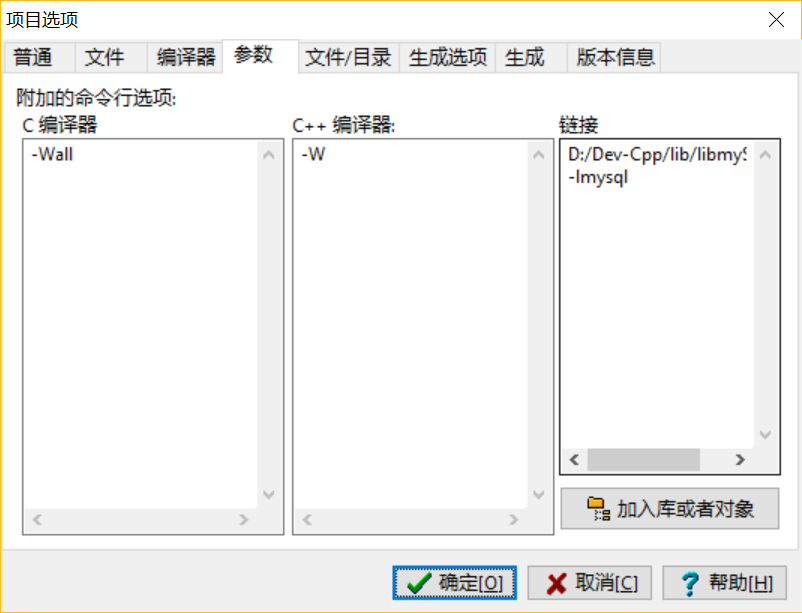 项目选项
普通 文件 编译器 参数 文件/目录 生成选项 生成 版本信息
附加的命令行选项:
C 编译器 C++ 编译器: 链接
-Wall
-W
D:/Dev-Cpp/lib/libmy
-lmysql
加入库或者对象
确定[O] 取消[C] 帮助[H]